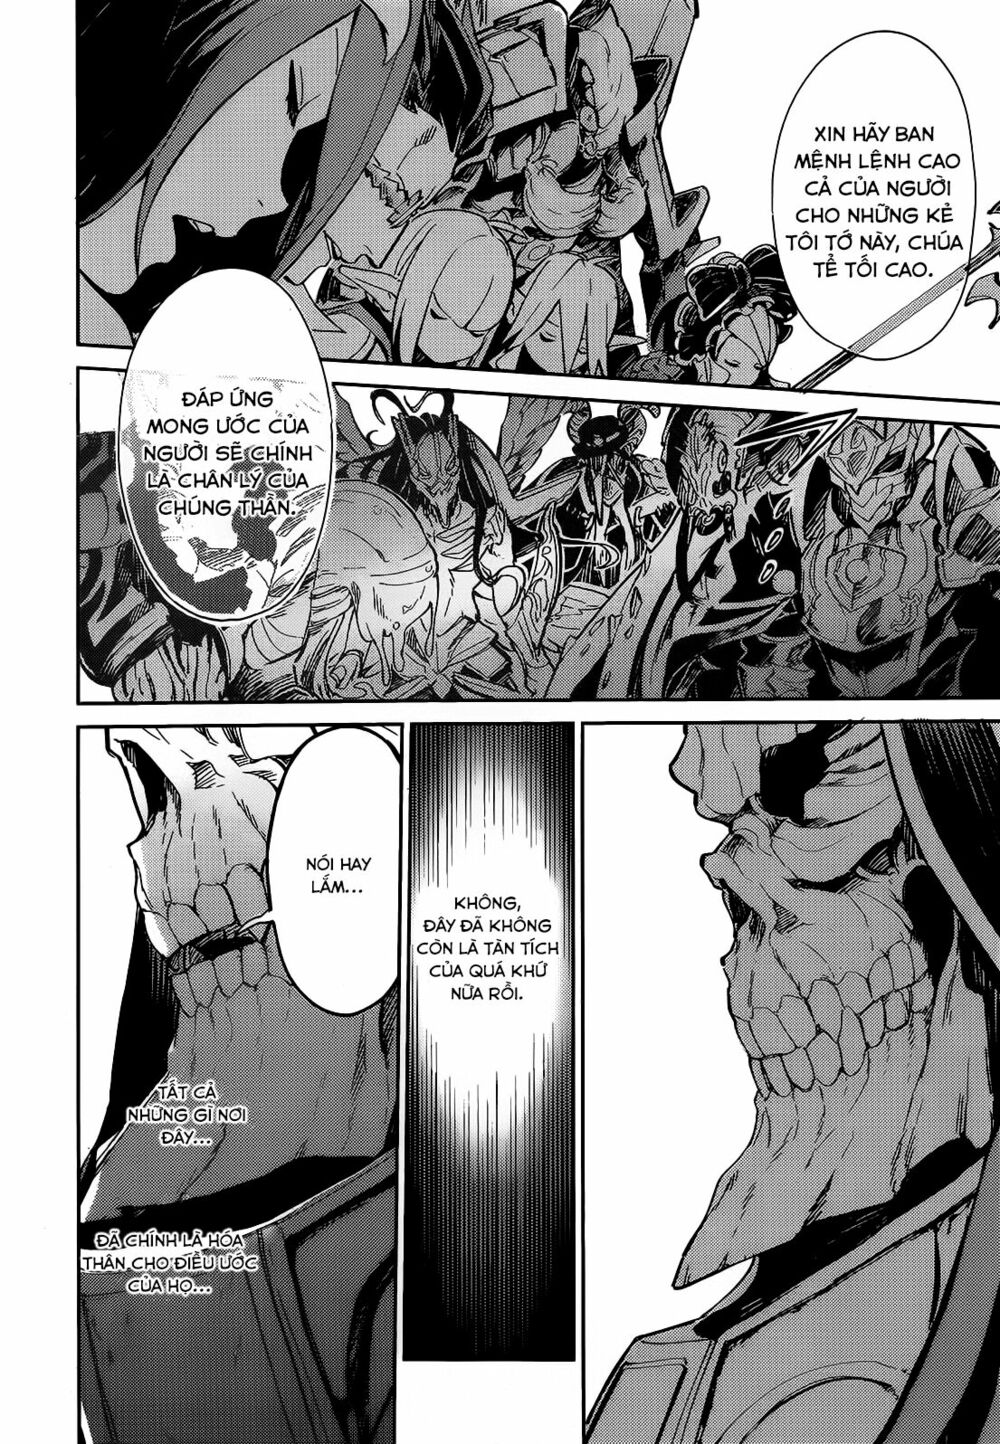 XIN HÃY BAN
MỆNH LỆNH CAO
CẢ CỦA NGƯỜI
CHO NHỮNG KẺ
TÔI TỚ NÀY, CHÚA
TỂ TỐI CAO.
ĐÁP ỨNG
MONG ƯỚC CỦA
NGƯỜI SẼ CHÍNH
LÀ CHÂN LÝ CỦA
CHÚNG THẦN.
KHÔNG,
ĐÂY ĐÃ KHÔNG
CÒN LÀ TÀN TÍCH
CỦA QUÁ KHỨ
NỮA RỒI.
NÓI HAY
LẮM...
TẤT CẢ
NHỮNG GÌ NƠI
ĐÂY...
ĐÃ CHÍNH LÀ HÓA
THÂN CHO ĐIỀU ƯỚC
CỦA HỌ...